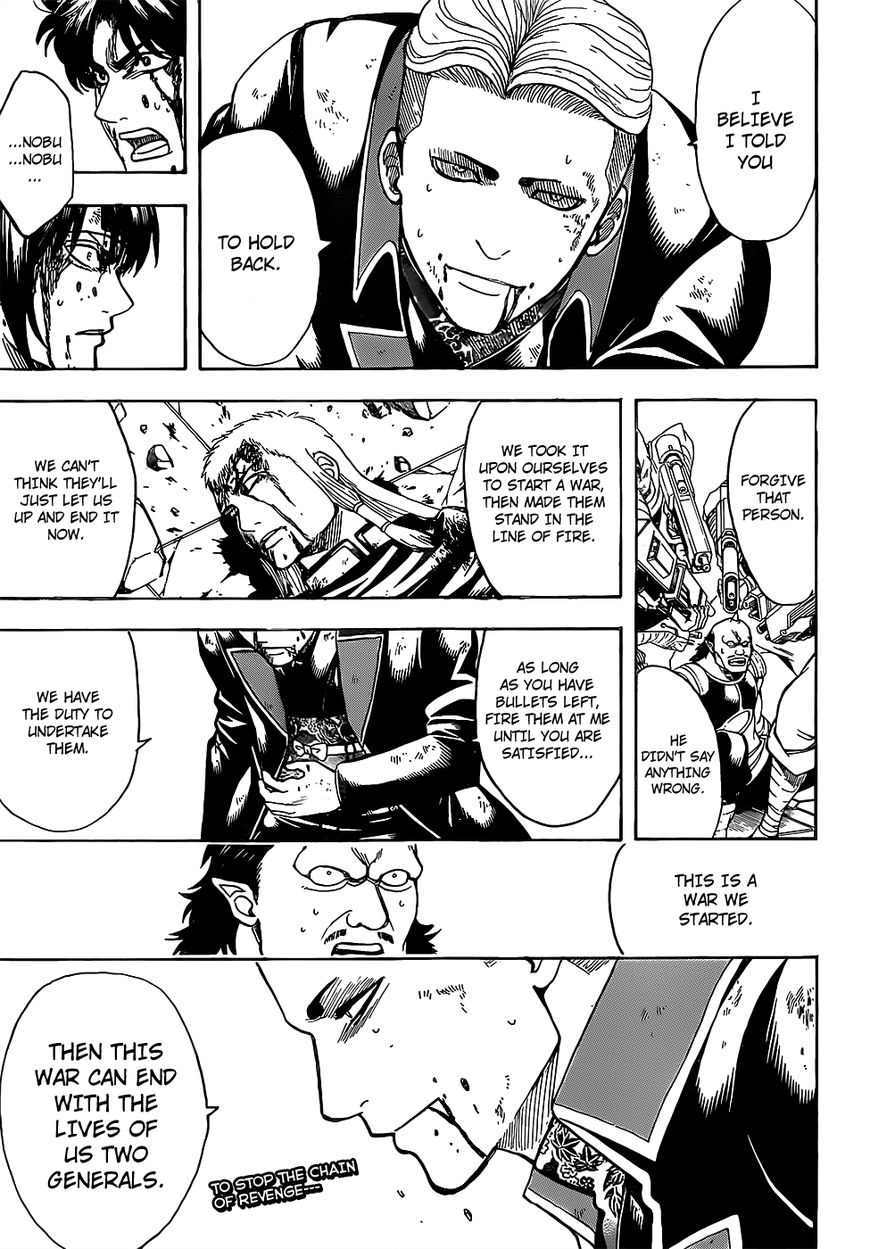 I
BELIEVE
I TOLD
YOU
TO HOLD
BACK.
...NOBU
...NOBU
...
FORGIVE
THAT
PERSON.
HE
DIDN'T SAY
ANYTHING
WRONG.
WE TOOK IT
UPON OURSELVES
TO START A WAR,
THEN MADE THEM
STAND IN THE
LINE OF FIRE.
WE CAN'T
THINK THEY'LL
JUST LET US
UP AND END IT
NOW.
AS LONG
AS YOU HAVE
BULLETS LEFT,
FIRE THEM AT ME
UNTIL YOU ARE
SATISFIED...
WE HAVE
THE DUTY TO
UNDERTAKE
THEM.
THIS IS A
WAR WE
STARTED.
THEN THIS
WAR CAN END
WITH THE
LIVES OF
US TWO
GENERALS.
TO STOP THE CHAIN
OF REVENGE----